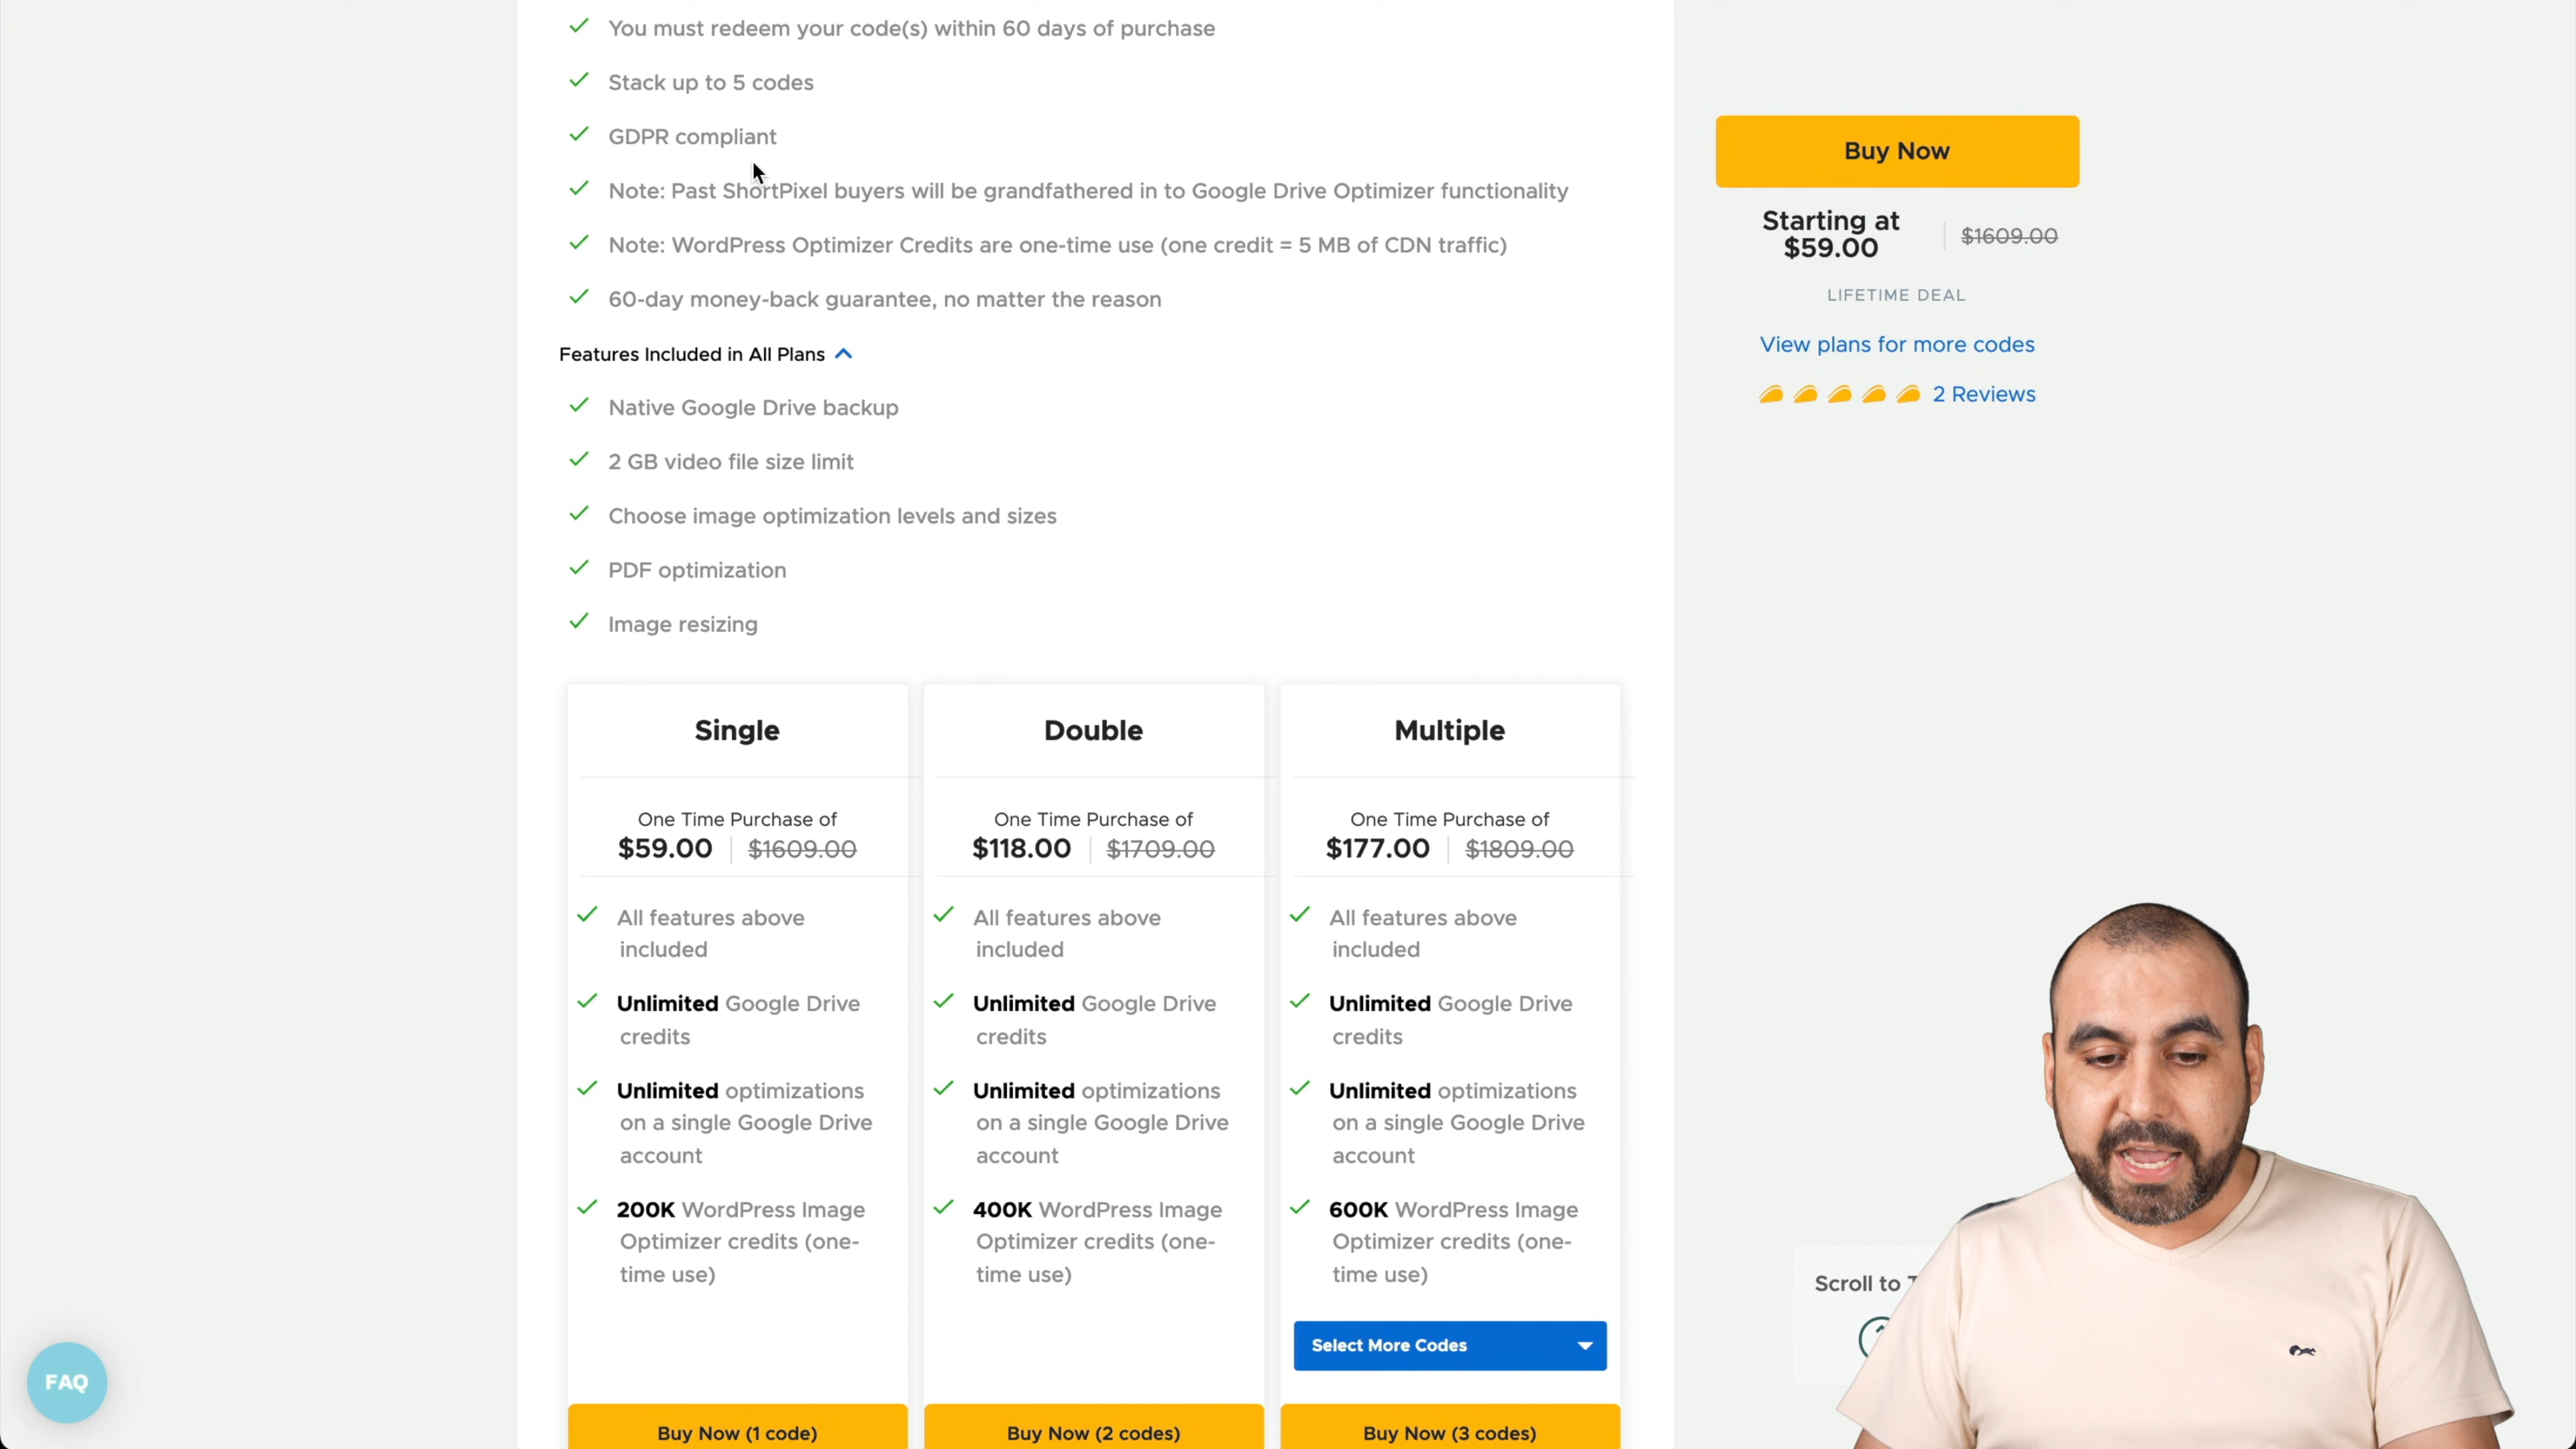 You must redeem your code(s) within 60 days of purchase
Stack up to 5 codes
GDPR compliant
Note: Past ShortPixel buyers will be grandfathered in to Google Drive Optimizer functionality
Note: WordPress Optimizer Credits are one-time use (one credit = 5 MB of CDN traffic)
60-day money-back guarantee, no matter the reason
Features Included in All Plans
Native Google Drive backup
2 GB video file size limit
Choose image optimization levels and sizes
PDF optimization
Image resizing
Single
One Time Purchase of
$59.00 $1609.00
All features above
included
Unlimited Google Drive
credits
Unlimited optimizations
on a single Google Drive
account
200K WordPress Image
Optimizer credits (one-
time use)
Buy Now (1 code)
Double
One Time Purchase of
$118.00 $1709.00
All features above
included
Unlimited Google Drive
credits
Unlimited optimizations
on a single Google Drive
account
400K WordPress Image
Optimizer credits (one-
time use)
Buy Now (2 codes)
Multiple
One Time Purchase of
$177.00 $1809.00
All features above
included
Unlimited Google Drive
credits
Unlimited optimizations
on a single Google Drive
account
600K WordPress Image
Optimizer credits (one-
time use)
Select More Codes
Buy Now (3 codes)
Buy Now
Starting at
$59.00 $1609.00
LIFETIME DEAL
View plans for more codes
2 Reviews
Scroll to
FAQ